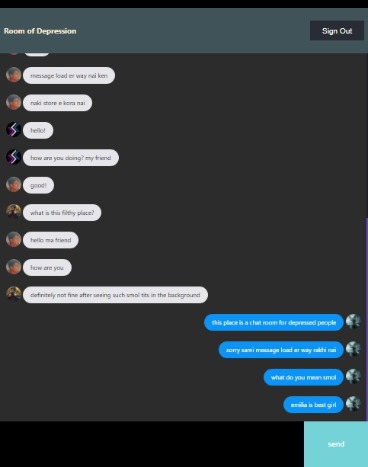 Room of Depression
Sign Out
message load er way nai ken
naki store e kora nai
hello!
how are you doing? my friend
good!
what is this filthy place?
hello ma friend
how are you
definitely not fine after seeing such smol tits in the background
this place is a chat room for depressed people
sorry sami message load er way rakhi nai
what do you mean smol
emilia is best girl
send